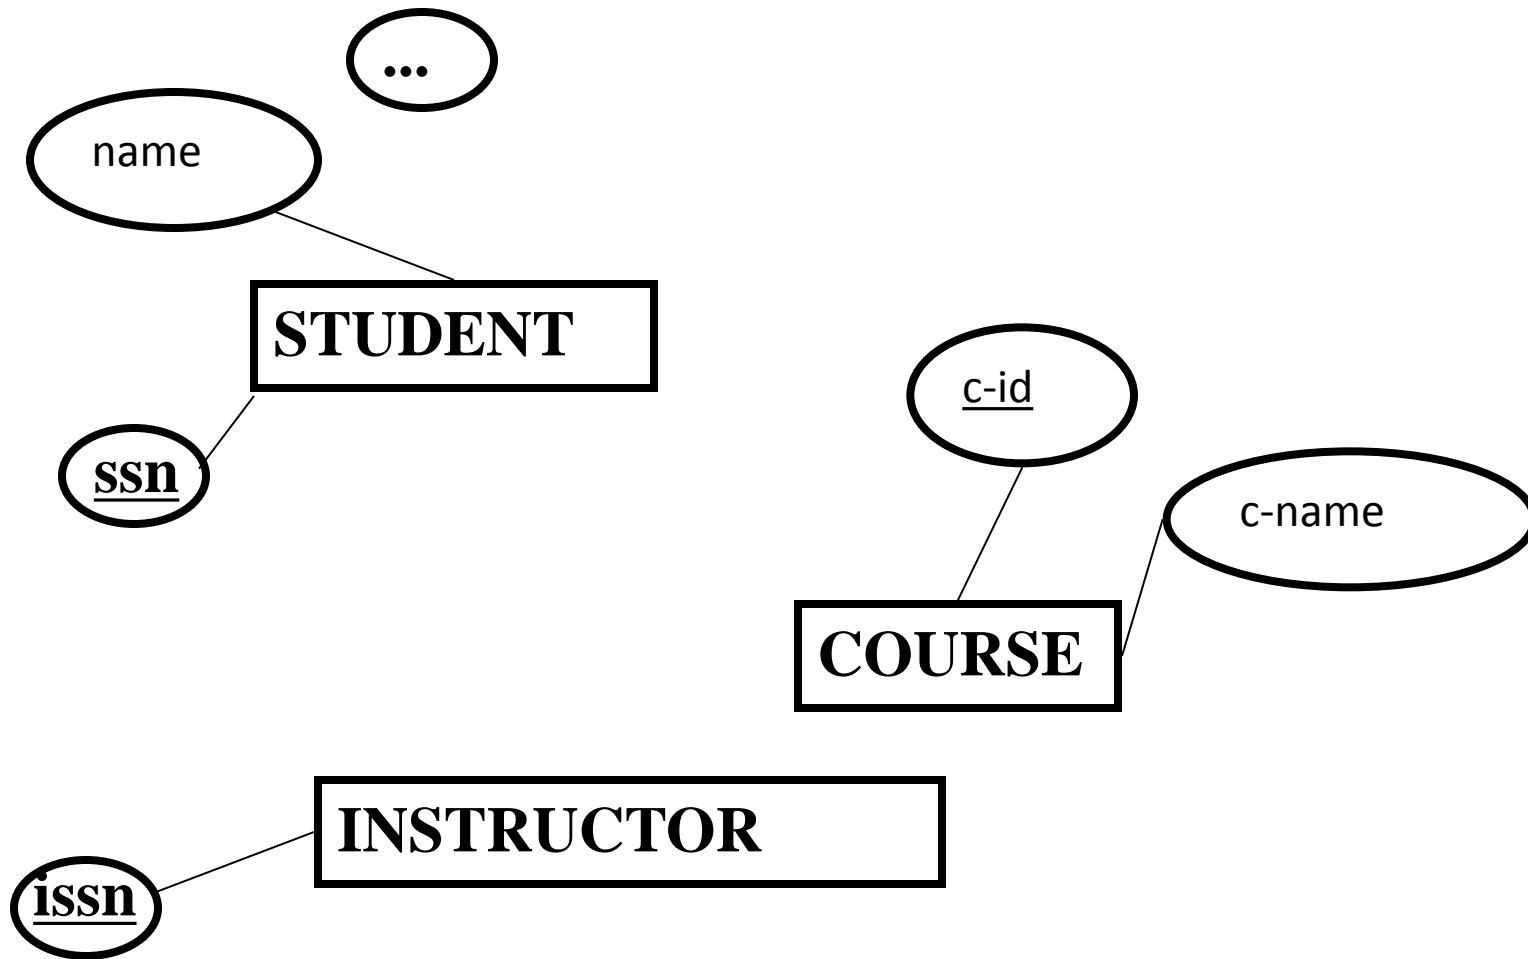 ...
name
STUDENT
c-id
ssn
c-name
COURSE
INSTRUCTOR
issn